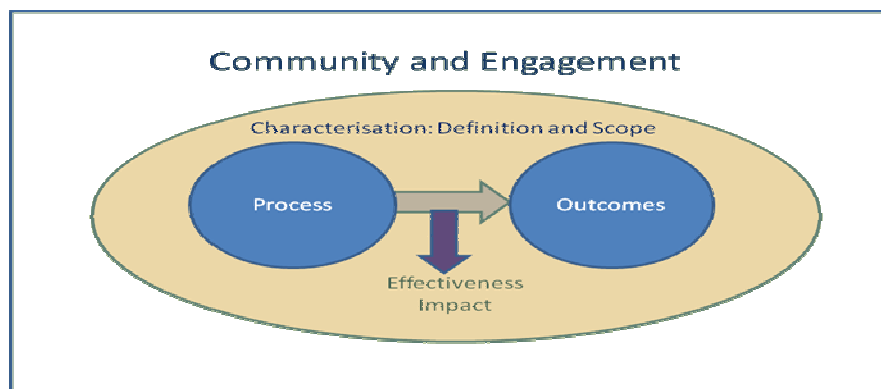 Community and Engagement
Characterisation: Definition and Scope
Process
Outcomes
Effectiveness
Impact